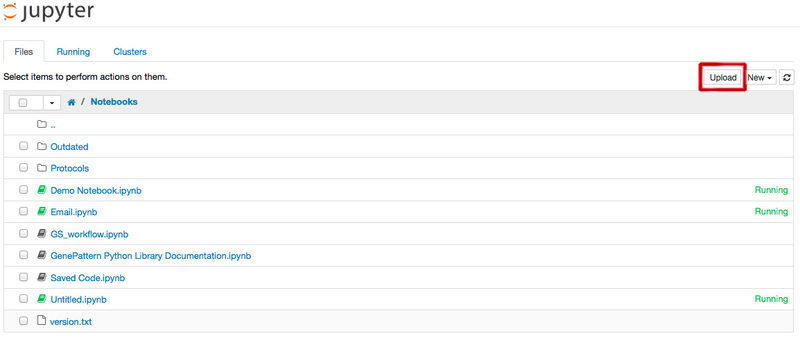 jupyter
Files Running Clusters
Select items to perform actions on them. Upload New
/ Notebooks
..
Outdated
Protocols
Demo Notebook.ipynb Running
Email.ipynb Running
GS_workflow.ipynb
GenePattern Python Library Documentation.ipynb
Saved Code.ipynb
Untitled.ipynb Running
version.txt